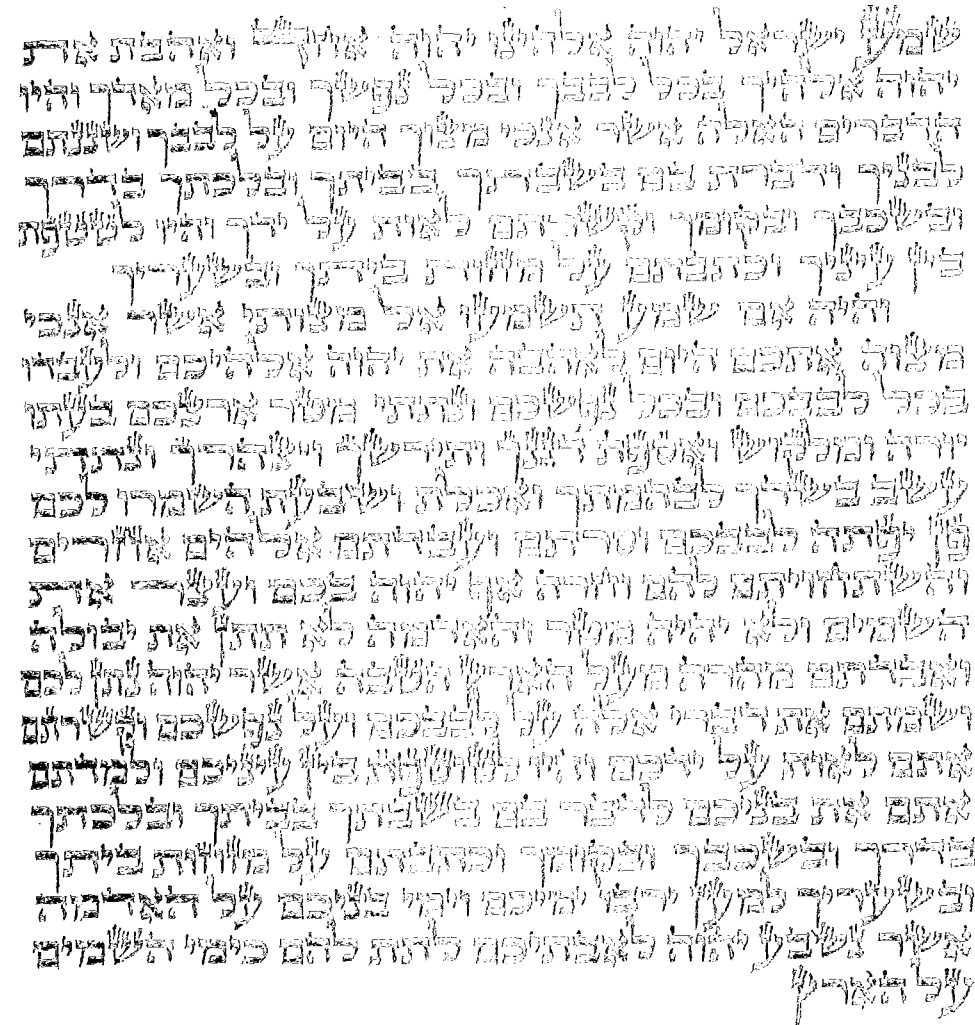 שמע ישראל יהוה אלהינו יהוה אחד ואהבת את
יהוה אלהיך בכל לבבך ובכל נפשך ובכל מאדך והיו
הדברים האלה אשר אנכי מצוך היום על לבבך ושננתם
לבניך ודברת בם בשבתך בביתך ובלכתך בדרך
ובשכבך ובקומך וקשרתם לאות על ידך והיו לטטפת
בין עיניך וכתבתם על מזוזות ביתך ובשעריך
והיה אם שמע תשמעו אל מצותי אשר אנכי
מצוה אתכם היום לאהבה את יהוה אלהיכם ולעבדו
בכל לבבכם ובכל נפשכם ונתתי מטר ארצכם בעתו
יורה ומלקוש ואספת דגנך ותירשך ויצהרך ונתתי
עשב בשדך לבהמתך ואכלת ושבעת השמרו לכם
פן יפתה לבבכם וסרתם ועבדתם אלהים אחרים
והשתחויתם להם וחרה אף יהוה בכם ועצר את
השמים ולא יהיה מטר והאדמה לא תתן את יבולה
ואבדתם מהרה מעל הארץ הטבה אשר יהוה נתן לכם
ושמתם את דברי אלה על לבבכם ועל נפשכם וקשרתם
אתם לאות על ידכם והיו לטוטפת בין עיניכם ולמדתם
אתם את בניכם לדבר בם בשבתך בביתך ובלכתך
בדרך ובשכבך ובקומך וכתבתם על מזוזות ביתך
ובשעריך למען ירבו ימיכם וימי בניכם על האדמה
אשר נשבע יהוה לאבתיכם לתת להם כימי השמים
על הארץ